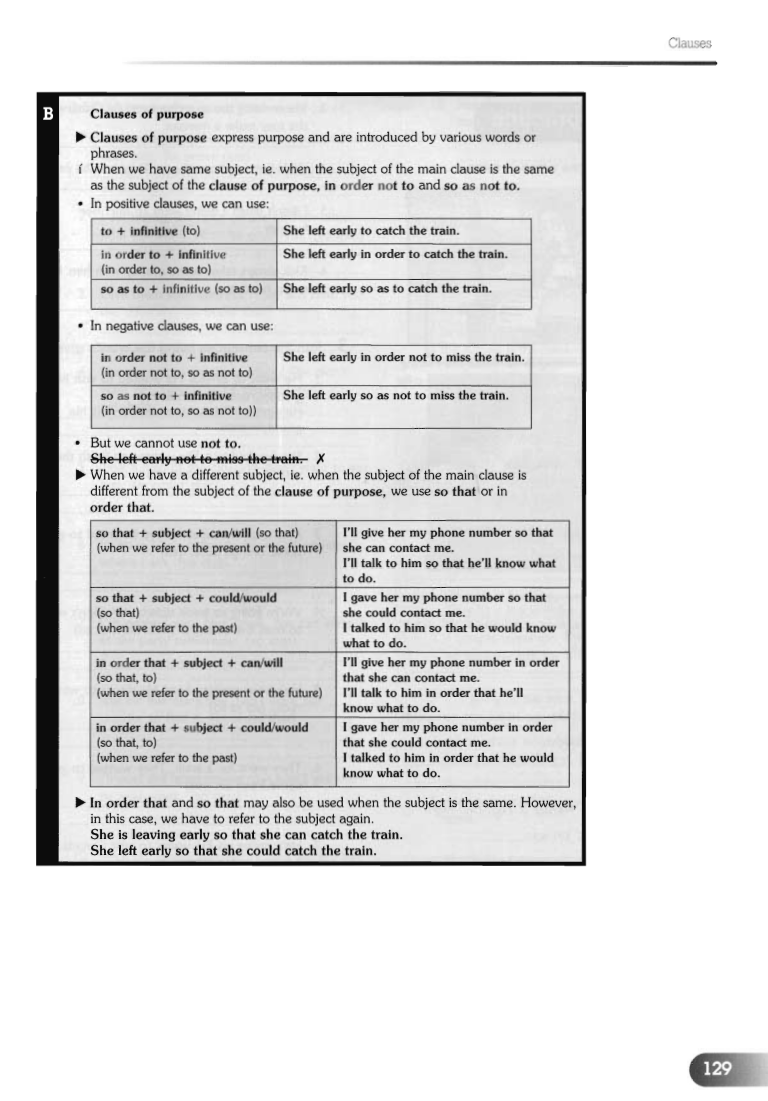 Clauses
B
Clauses of purpose
► Clauses of purpose express purpose and are introduced by various words or
phrases.
When we have same subject, ie. when the subject of the main clause is the same
as the subject of the clause of purpose, in order not to and so as not to.
• In positive clauses, we can use:
to + infinitive (to)
She left early to catch the train.
in order to + infinitive
(in order to, so as to)
She left early in order to catch the train.
so as to + infinitive (so as to)
She left early so as to catch the train.
• In negative clauses, we can use:
in order not to + infinitive
(in order not to, so as not to)
She left early in order not to miss the train.
so as not to + infinitive
(in order not to, so as not to))
She left early so as not to miss the train.
• But we cannot use not to.
She left early not to miss the train. ✗
► When we have a different subject, ie. when the subject of the main clause is
different from the subject of the clause of purpose, we use so that or in
order that.
so that + subject + can/will (so that)
(when we refer to the present or the future)
I'll give her my phone number so that
she can contact me.
I'll talk to him so that he'll know what
to do.
so that + subject + could/would
(so that)
(when we refer to the past)
I gave her my phone number so that
she could contact me.
I talked to him so that he would know
what to do.
in order that + subject + can/will
(so that, to)
(when we refer to the present or the future)
I'll give her my phone number in order
that she can contact me.
I'll talk to him in order that he'll
know what to do.
in order that + subject + could/would
(so that, to)
(when we refer to the past)
I gave her my phone number in order
that she could contact me.
I talked to him in order that he would
know what to do.
► In order that and so that may also be used when the subject is the same. However,
in this case, we have to refer to the subject again.
She is leaving early so that she can catch the train.
She left early so that she could catch the train.
129